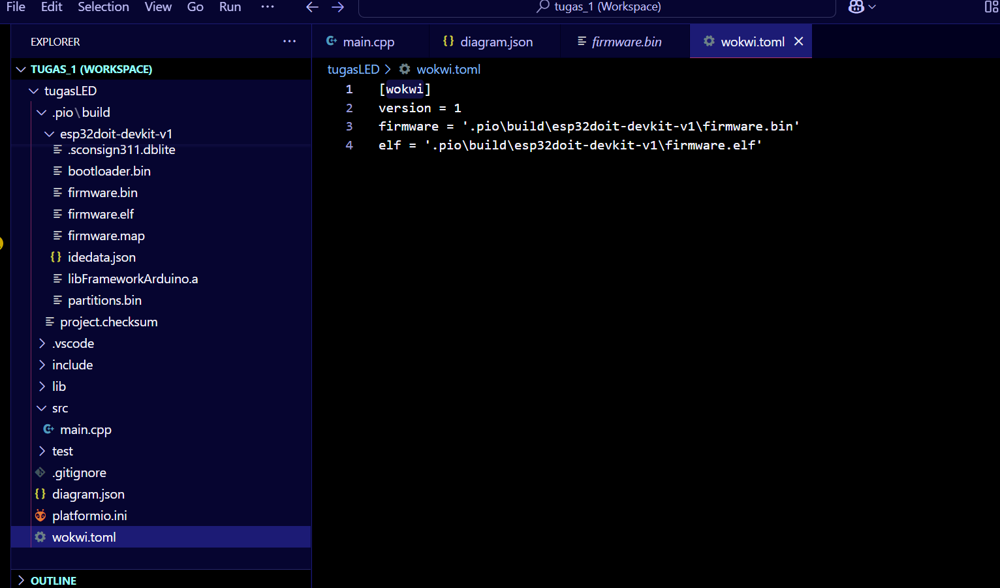 File Edit Selection View Go Run ··· ← → tugas_1 (Workspace)
EXPLORER ···
TUGAS_1 (WORKSPACE)
tugasLED
.pio\build
esp32doit-devkit-v1
.sconsign311.dblite
bootloader.bin
firmware.bin
firmware.elf
firmware.map
{} idedata.json
libFrameworkArduino.a
partitions.bin
project.checksum
.vscode
include
lib
src
main.cpp
test
.gitignore
{} diagram.json
platformio.ini
wokwi.toml
OUTLINE
main.cpp {} diagram.json firmware.bin wokwi.toml
tugasLED > wokwi.toml
1 [wokwi]
2 version = 1
3 firmware = '.pio\build\esp32doit-devkit-v1\firmware.bin'
4 elf = '.pio\build\esp32doit-devkit-v1\firmware.elf'